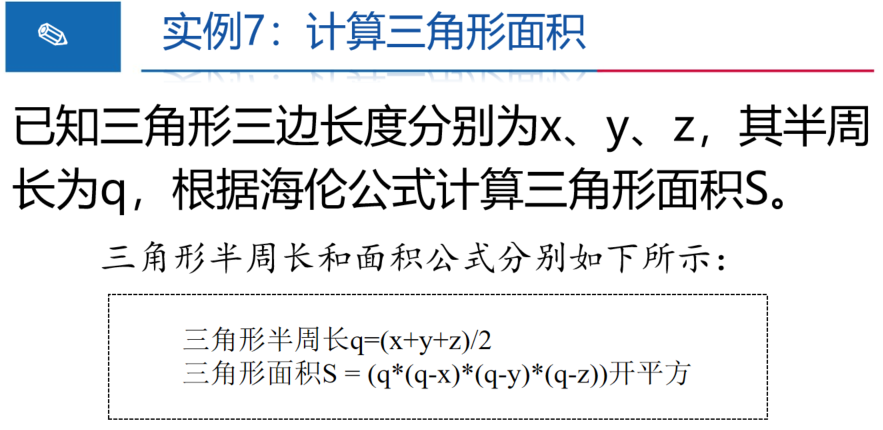 实例7：计算三角形面积
已知三角形三边长度分别为x、y、z，其半周
长为q，根据海伦公式计算三角形面积S。
三角形半周长和面积公式分别如下所示：
三角形半周长q=(x+y+z)/2
三角形面积S = (q*(q-x)*(q-y)*(q-z))开平方